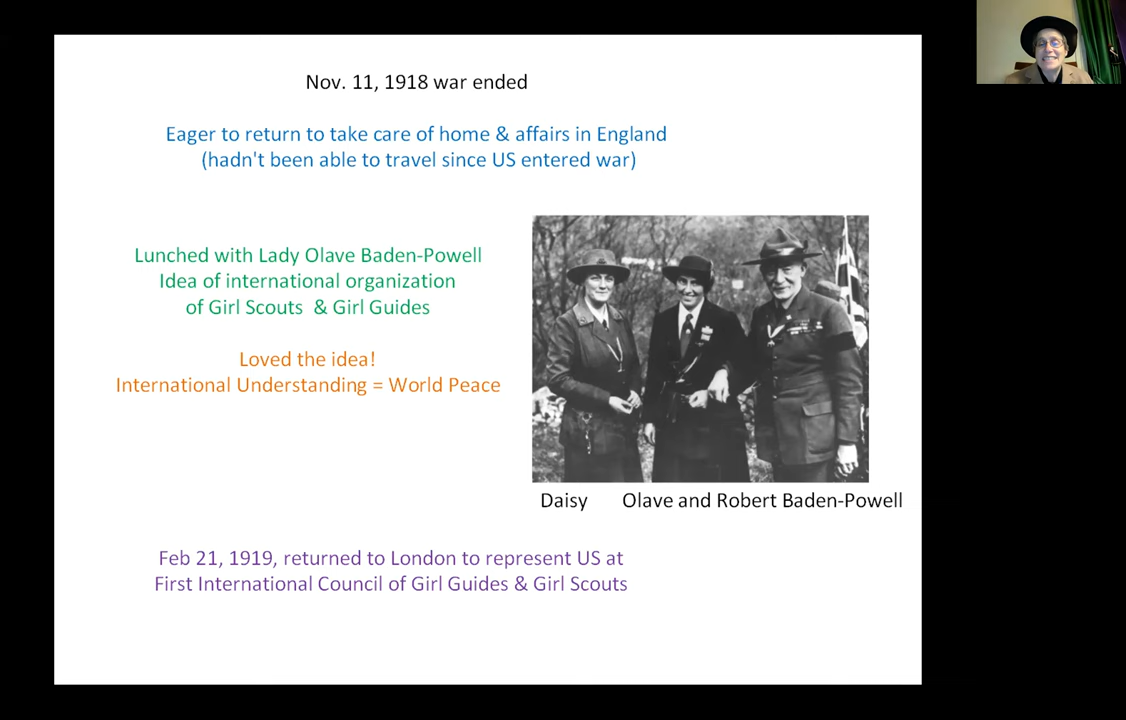 Nov. 11, 1918 war ended
Eager to return to take care of home & affairs in England
(hadn't been able to travel since US entered war)
Lunched with Lady Olave Baden-Powell
Idea of international organization
of Girl Scouts & Girl Guides
Loved the idea!
International Understanding = World Peace
Daisy Olave and Robert Baden-Powell
Feb 21, 1919, returned to London to represent US at
First International Council of Girl Guides & Girl Scouts